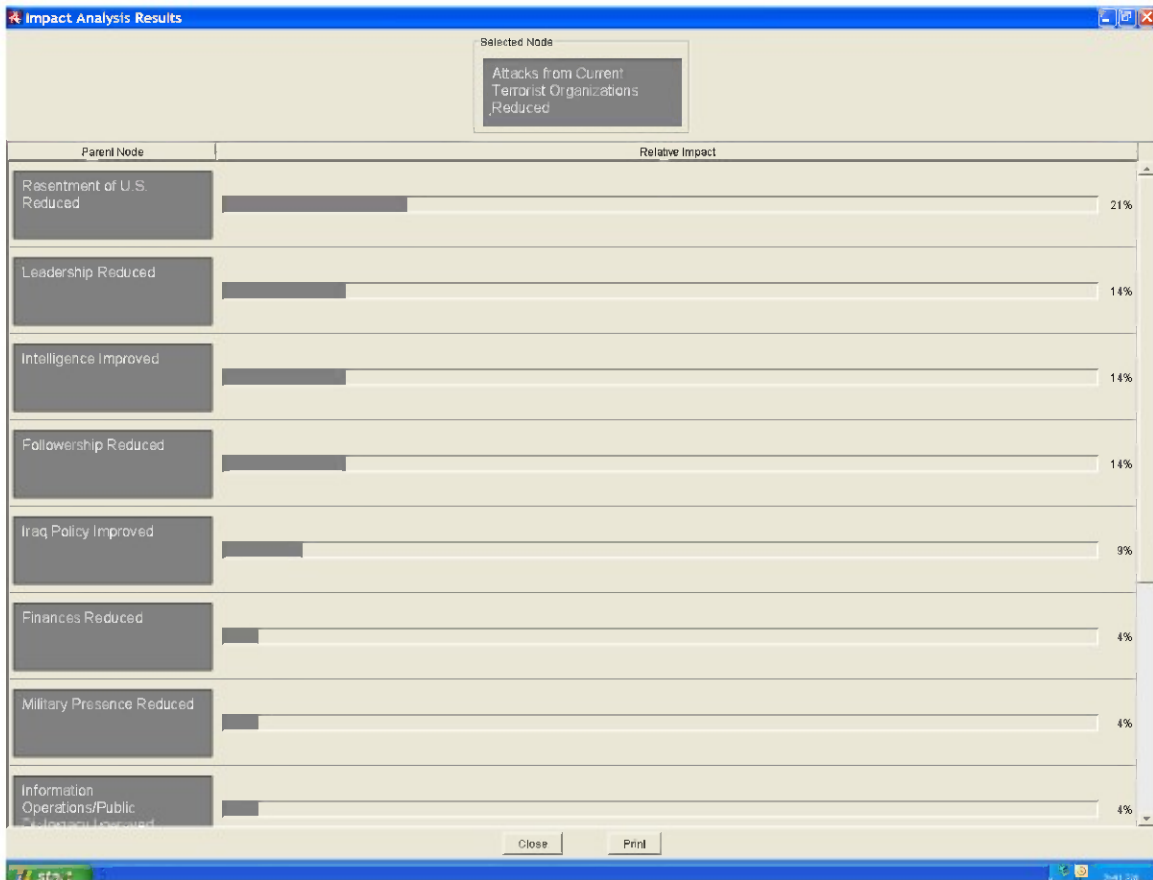 Impact Analysis Results
Selected Node
Attacks from Current
Terrorist Organizations
Reduced
Parent Node
Relative Impact
Resentment of U.S.
Reduced
21%
Leadership Reduced
14%
Intelligence Improved
14%
Followership Reduced
14%
Iraq Policy Improved
9%
Finances Reduced
4%
Military Presence Reduced
4%
Information
Operations/Public
4%
Close
Print